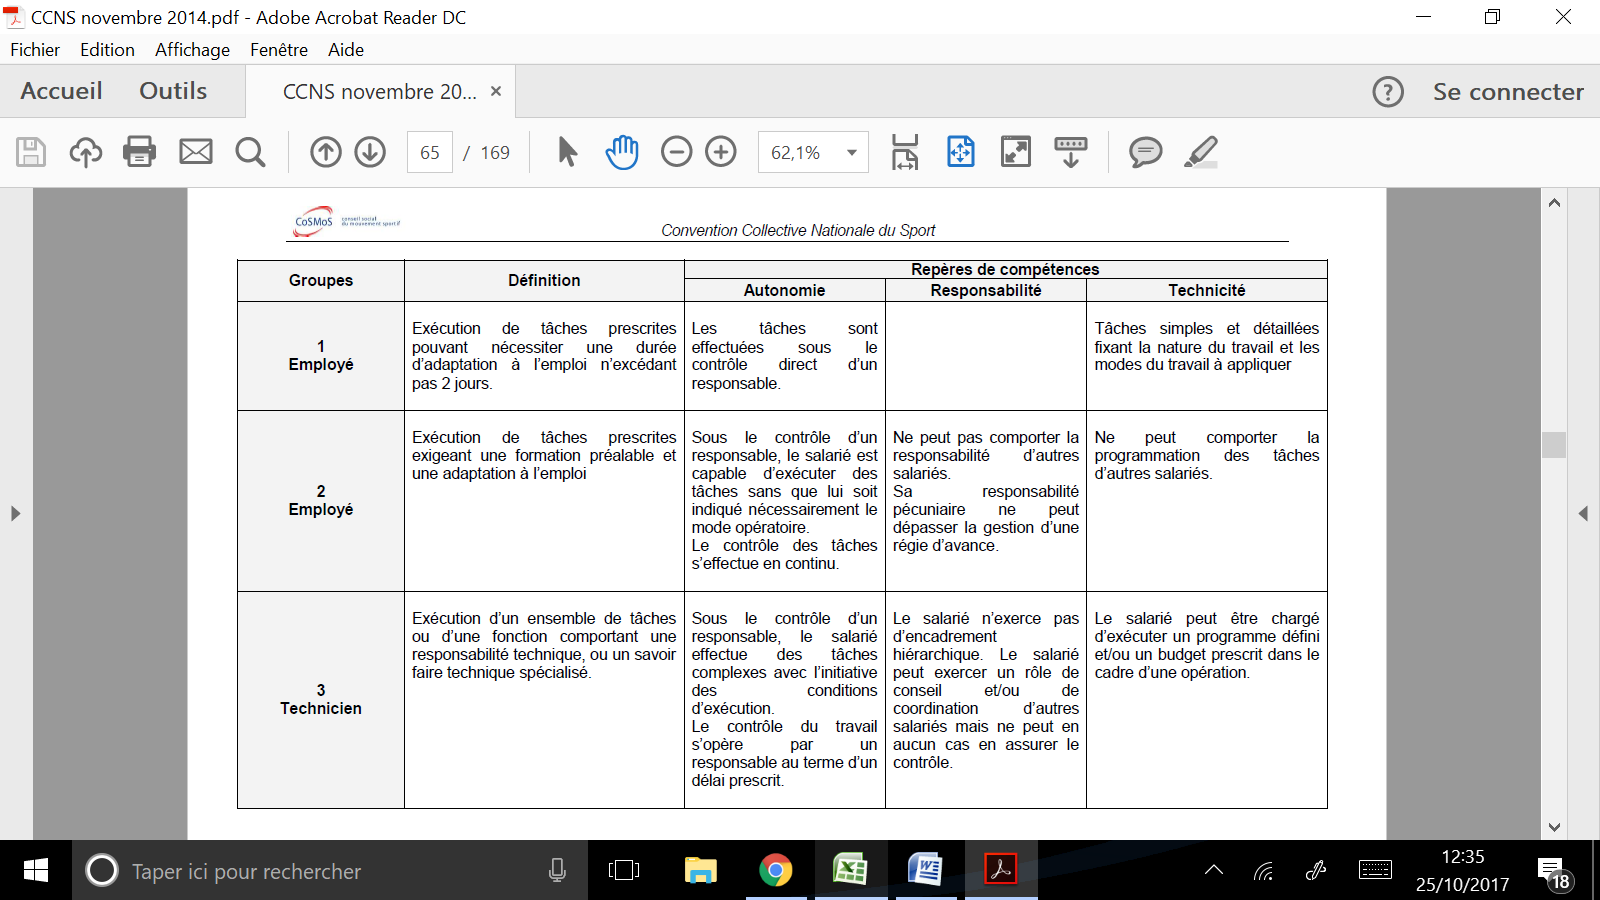 CCNS novembre 2014.pdf - Adobe Acrobat Reader DC
Fichier Edition Affichage Fenêtre Aide
Accueil Outils CCNS novembre 20... × ? Se connecter
65 / 169 62,1%
CoSMoS conseil social
du mouvement sportif
Convention Collective Nationale du Sport
Groupes
Définition
Repères de compétences
Autonomie
Responsabilité
Technicité
1
Employé
Exécution de tâches prescrites
pouvant nécessiter une durée
d’adaptation à l’emploi n’excédant
pas 2 jours.
Les tâches sont
effectuées sous le
contrôle direct d’un
responsable.
Tâches simples et détaillées
fixant la nature du travail et les
modes du travail à appliquer
2
Employé
Exécution de tâches prescrites
exigeant une formation préalable et
une adaptation à l’emploi
Sous le contrôle d’un
responsable, le salarié est
capable d’exécuter des
tâches sans que lui soit
indiqué nécessairement le
mode opératoire.
Le contrôle des tâches
s’effectue en continu.
Ne peut pas comporter la
responsabilité d’autres
salariés.
Sa responsabilité
pécuniaire ne peut
dépasser la gestion d’une
régie d’avance.
Ne peut comporter la
programmation des tâches
d’autres salariés.
3
Technicien
Exécution d’un ensemble de tâches
ou d’une fonction comportant une
responsabilité technique, ou un savoir
faire technique spécialisé.
Sous le contrôle d’un
responsable, le salarié
effectue des tâches
complexes avec l’initiative
des conditions
d’exécution.
Le contrôle du travail
s’opère par un
responsable au terme d’un
délai prescrit.
Le salarié n’exerce pas
d’encadrement
hiérarchique. Le salarié
peut exercer un rôle de
conseil et/ou de
coordination d’autres
salariés mais ne peut en
aucun cas en assurer le
contrôle.
Le salarié peut être chargé
d’exécuter un programme défini
et/ou un budget prescrit dans le
cadre d’une opération.
Taper ici pour rechercher
12:35
25/10/2017
18